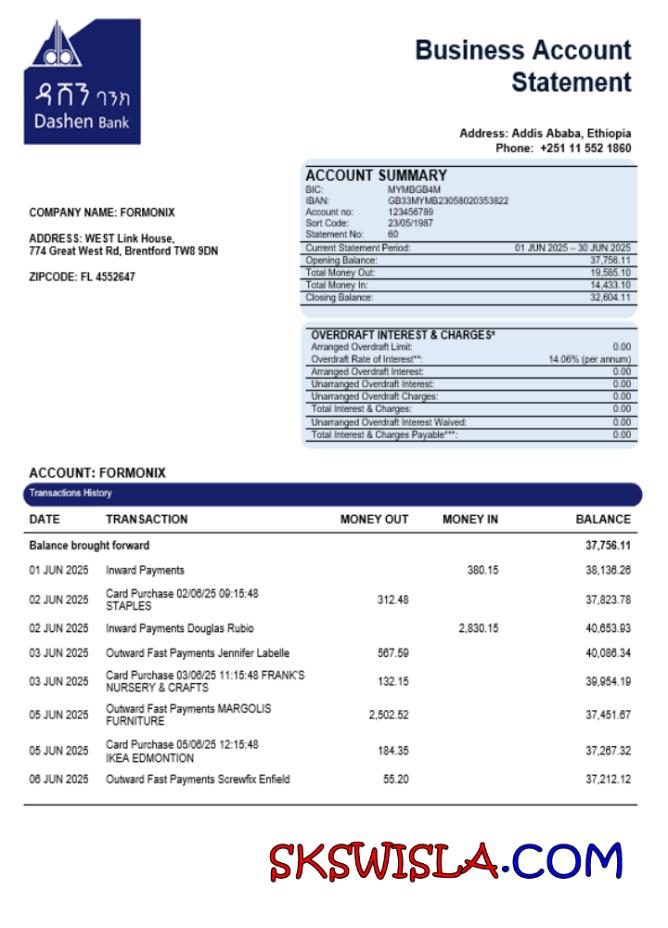 Business Account
Statement
ዳሸን ባንክ
Dashen Bank
Address: Addis Ababa, Ethiopia
Phone: +251 11 552 1860
COMPANY NAME: FORMONIX
ADDRESS: WEST Link House,
774 Great West Rd, Brentford TW8 9DN
ZIPCODE: FL 4552647
ACCOUNT SUMMARY
BIC: MYMBGB4M
IBAN: GB33MYMB23058020353822
Account no: 123456789
Sort Code: 23/05/1987
Statement No: 60
Current Statement Period: 01 JUN 2025 – 30 JUN 2025
Opening Balance: 37,756.11
Total Money Out: 19,585.10
Total Money In: 14,433.10
Closing Balance: 32,604.11
OVERDRAFT INTEREST & CHARGES*
Arranged Overdraft Limit: 0.00
Overdraft Rate of Interest**: 14.06% (per annum)
Arranged Overdraft Interest: 0.00
Unarranged Overdraft Interest: 0.00
Unarranged Overdraft Charges: 0.00
Total Interest & Charges: 0.00
Unarranged Overdraft Interest Waived: 0.00
Total Interest & Charges Payable***: 0.00
ACCOUNT: FORMONIX
Transactions History
DATE TRANSACTION MONEY OUT MONEY IN BALANCE
Balance brought forward 37,756.11
01 JUN 2025 Inward Payments 380.15 38,136.26
02 JUN 2025 Card Purchase 02/06/25 09:15:48
STAPLES 312.48 37,823.78
02 JUN 2025 Inward Payments Douglas Rubio 2,830.15 40,653.93
03 JUN 2025 Outward Fast Payments Jennifer Labelle 567.59 40,086.34
03 JUN 2025 Card Purchase 03/06/25 11:15:48 FRANK'S
NURSERY & CRAFTS 132.15 39,954.19
05 JUN 2025 Outward Fast Payments MARGOLIS
FURNITURE 2,502.52 37,451.67
05 JUN 2025 Card Purchase 05/06/25 12:15:48
IKEA EDMONTION 184.35 37,267.32
06 JUN 2025 Outward Fast Payments Screwfix Enfield 55.20 37,212.12
SKSWISLA.COM